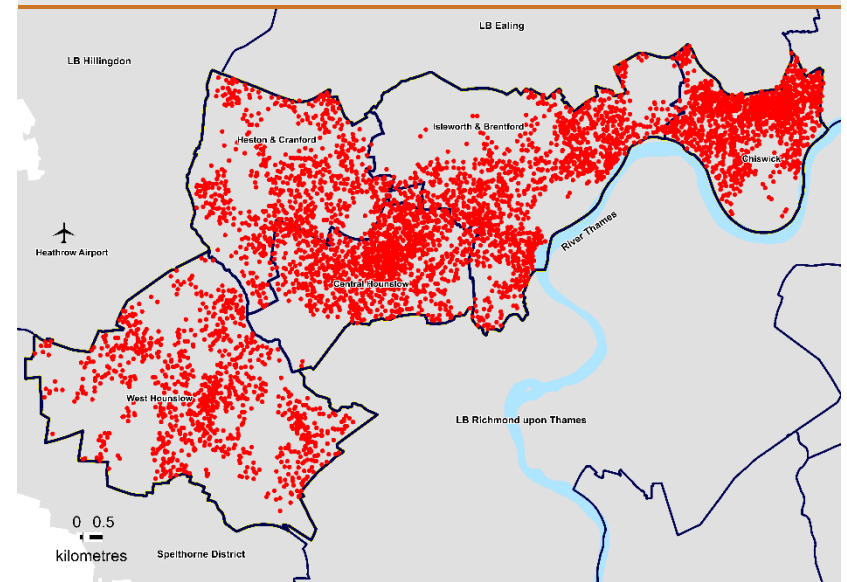 LB Ealing
LB Hillingdon
Isleworth & Brentford
Heston & Cranford
Chiswick
River Thames
Heathrow Airport
Central Hounslow
West Hounslow
LB Richmond upon Thames
0 0.5
kilometres
Spelthorne District